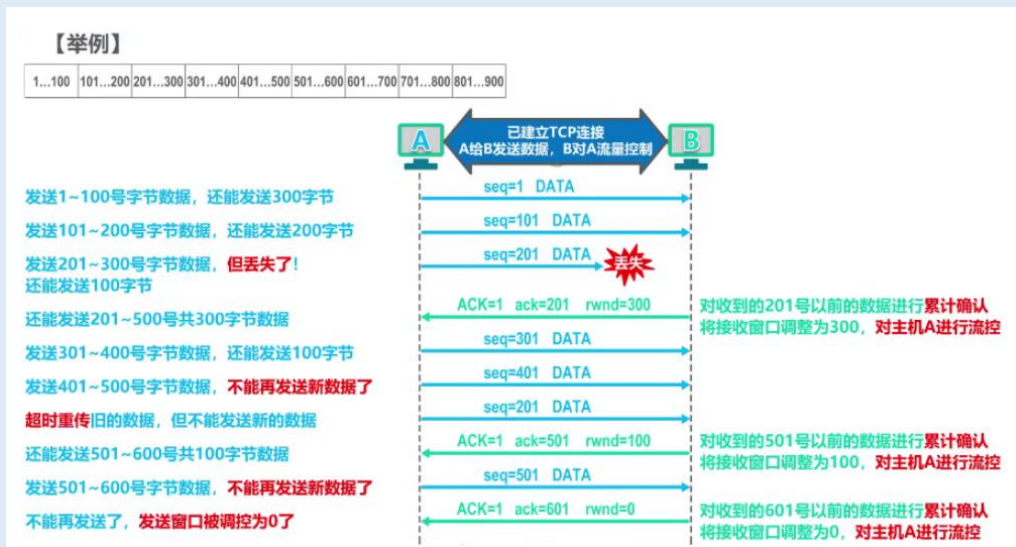 【举例】
1...100 101...200 201...300 301...400 401...500 501...600 601...700 701...800 801...900
A
已建立TCP连接
A给B发送数据，B对A流量控制
B
发送1~100号字节数据，还能发送300字节
seq=1 DATA
发送101~200号字节数据，还能发送200字节
seq=101 DATA
发送201~300号字节数据，但丢失了！
还能发送100字节
seq=201 DATA
丢失
还能发送201~500号共300字节数据
ACK=1 ack=201 rwnd=300
对收到的201号以前的数据进行累计确认
将接收窗口调整为300，对主机A进行流控
发送301~400号字节数据，还能发送100字节
seq=301 DATA
发送401~500号字节数据，不能再发送新数据了
seq=401 DATA
超时重传旧的数据，但不能发送新的数据
seq=201 DATA
还能发送501~600号共100字节数据
ACK=1 ack=501 rwnd=100
对收到的501号以前的数据进行累计确认
将接收窗口调整为100，对主机A进行流控
发送501~600号字节数据，不能再发送新数据了
seq=501 DATA
不能再发送了，发送窗口被调控为0了
ACK=1 ack=601 rwnd=0
对收到的601号以前的数据进行累计确认
将接收窗口调整为0，对主机A进行流控